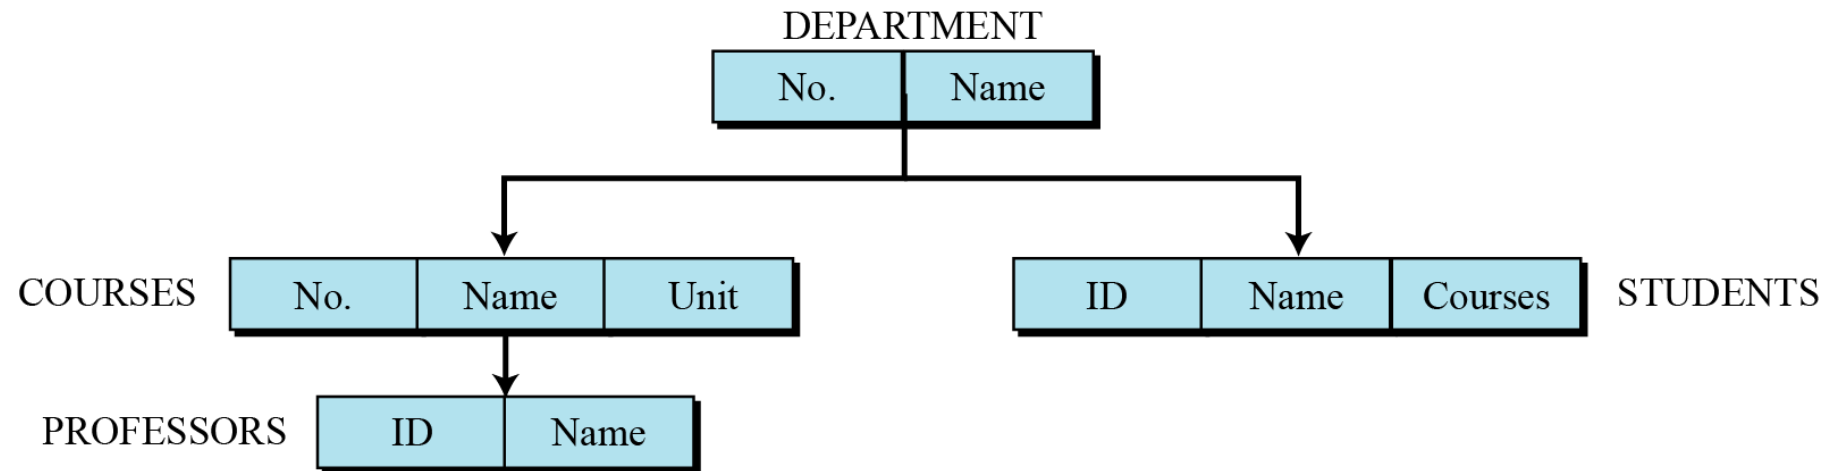 DEPARTMENT
No. Name
COURSES No. Name Unit
ID Name Courses STUDENTS
PROFESSORS ID Name